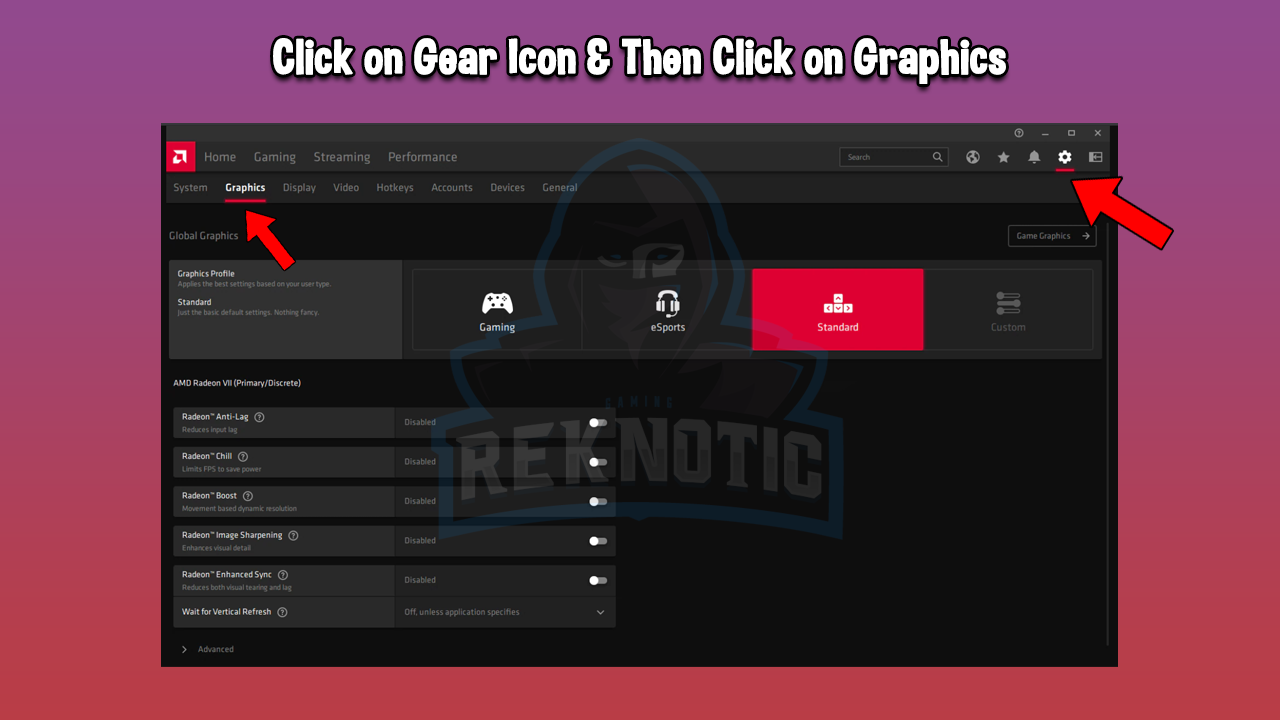 Click on Gear Icon & Then Click on Graphics
Home Gaming Streaming Performance Search
System Graphics Display Video Hotkeys Accounts Devices General
Global Graphics Game Graphics
Graphics Profile
Applies the best settings based on your user type.
Standard
Just the basic default settings. Nothing fancy.
Gaming eSports Standard Custom
AMD Radeon VII (Primary/Discrete)
GAMING
REKNOTIC
Radeon™ Anti-Lag Disabled
Reduces input lag
Radeon™ Chill Disabled
Limits FPS to save power
Radeon™ Boost Disabled
Movement based dynamic resolution
Radeon™ Image Sharpening Disabled
Enhances visual detail
Radeon™ Enhanced Sync Disabled
Reduces both visual tearing and lag
Wait for Vertical Refresh Off, unless application specifies
Advanced